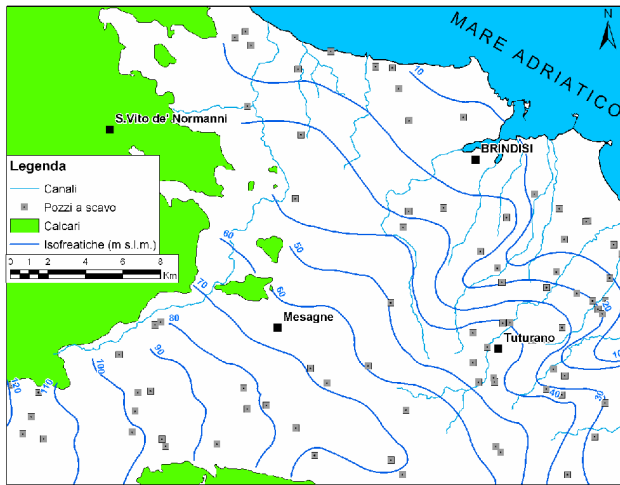 MARE ADRIATICO
N
10
S.Vito de' Normanni
BRINDISI
Legenda
Canali
Pozzi a scavo
Calcari
Isofreatiche (m s.l.m.)
0 1 2 4 6 8
Km
60
50
60
70
80
90
100
110
120
Mesagne
Tuturano
20
10
40
30